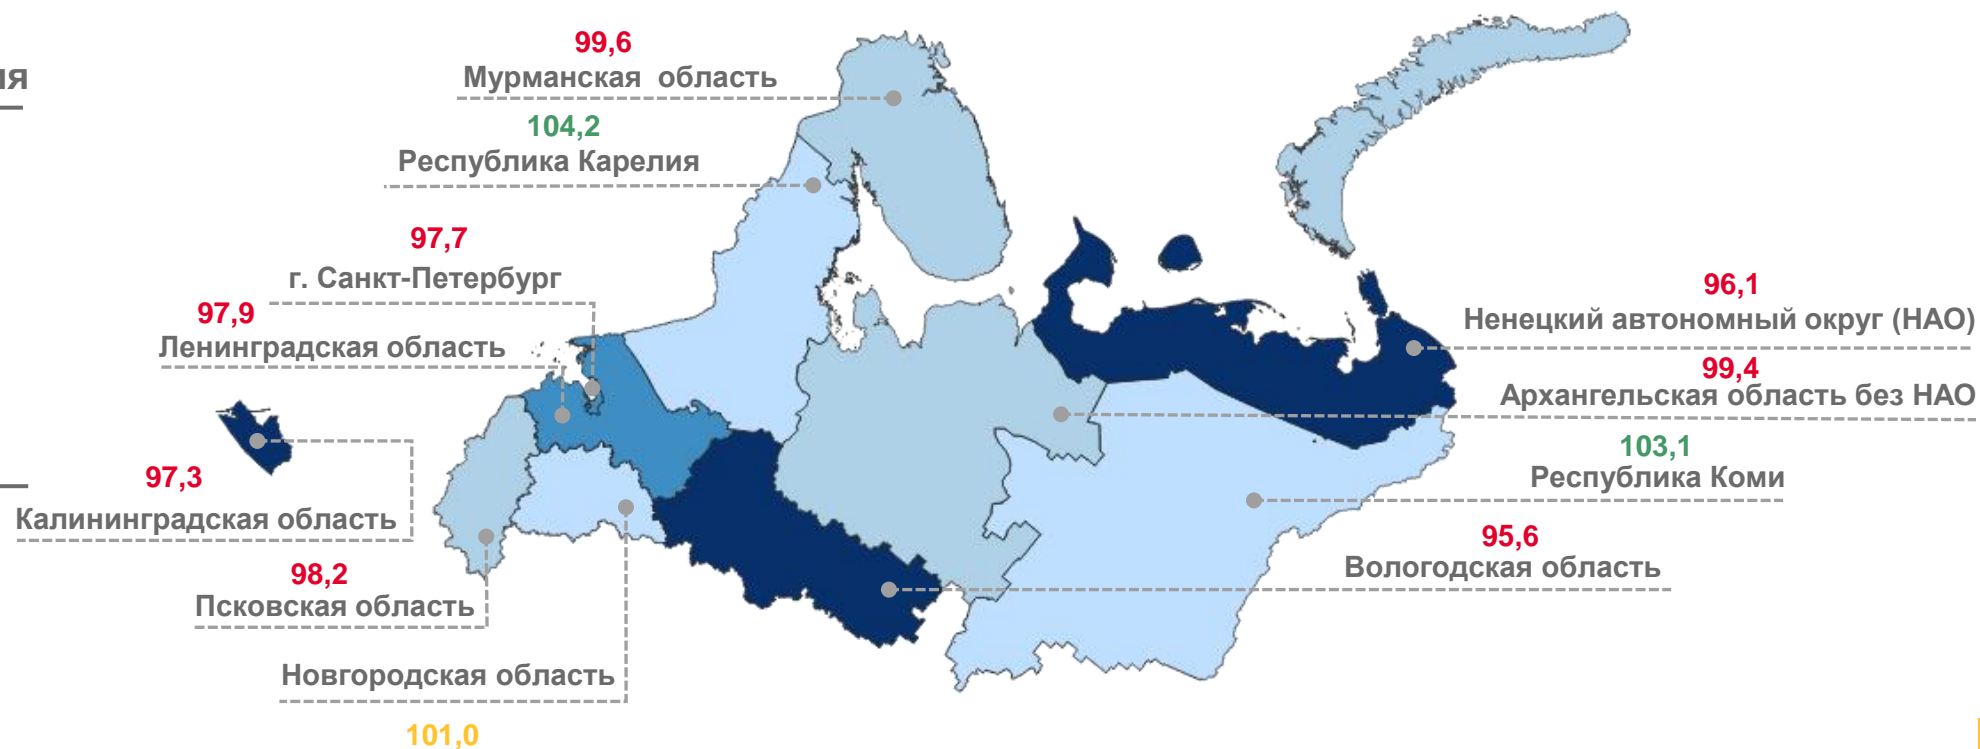 99,6
Мурманская область
104,2
Республика Карелия
97,7
г. Санкт-Петербург
97,9
Ленинградская область
96,1
Ненецкий автономный округ (НАО)
99,4
Архангельская область без НАО
103,1
Республика Коми
97,3
Калининградская область
95,6
Вологодская область
98,2
Псковская область
Новгородская область
101,0